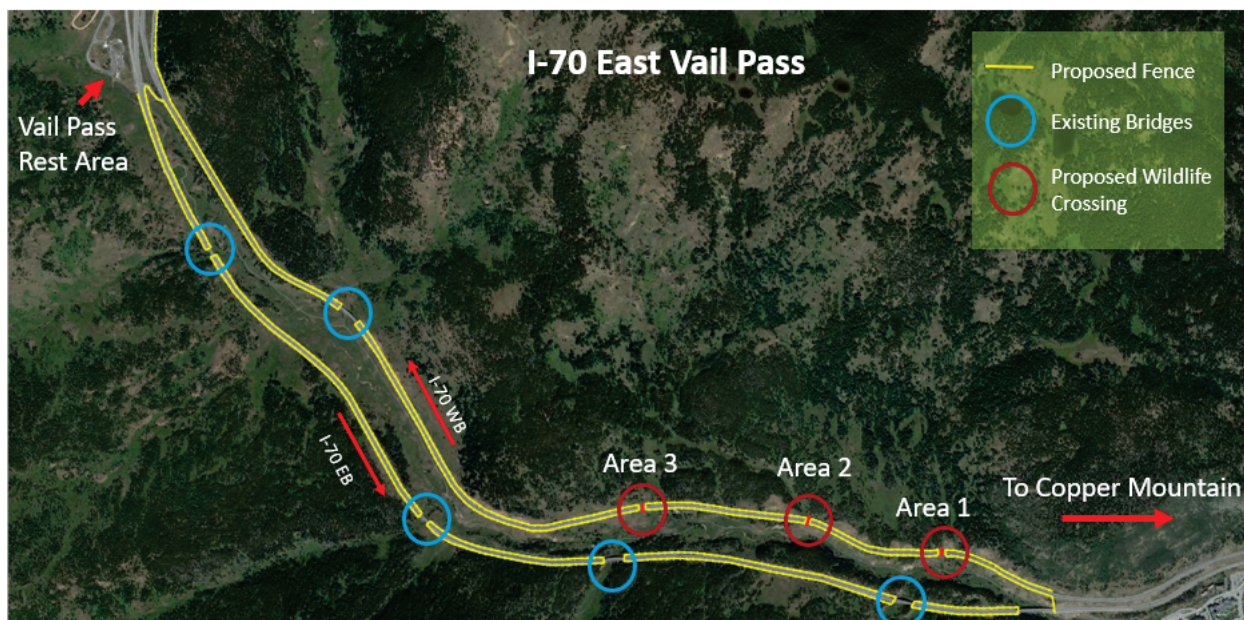 I-70 East Vail Pass
Proposed Fence
Existing Bridges
Proposed Wildlife
Crossing
Vail Pass
Rest Area
I-70 WB
I-70 EB
Area 3
Area 2
Area 1
To Copper Mountain